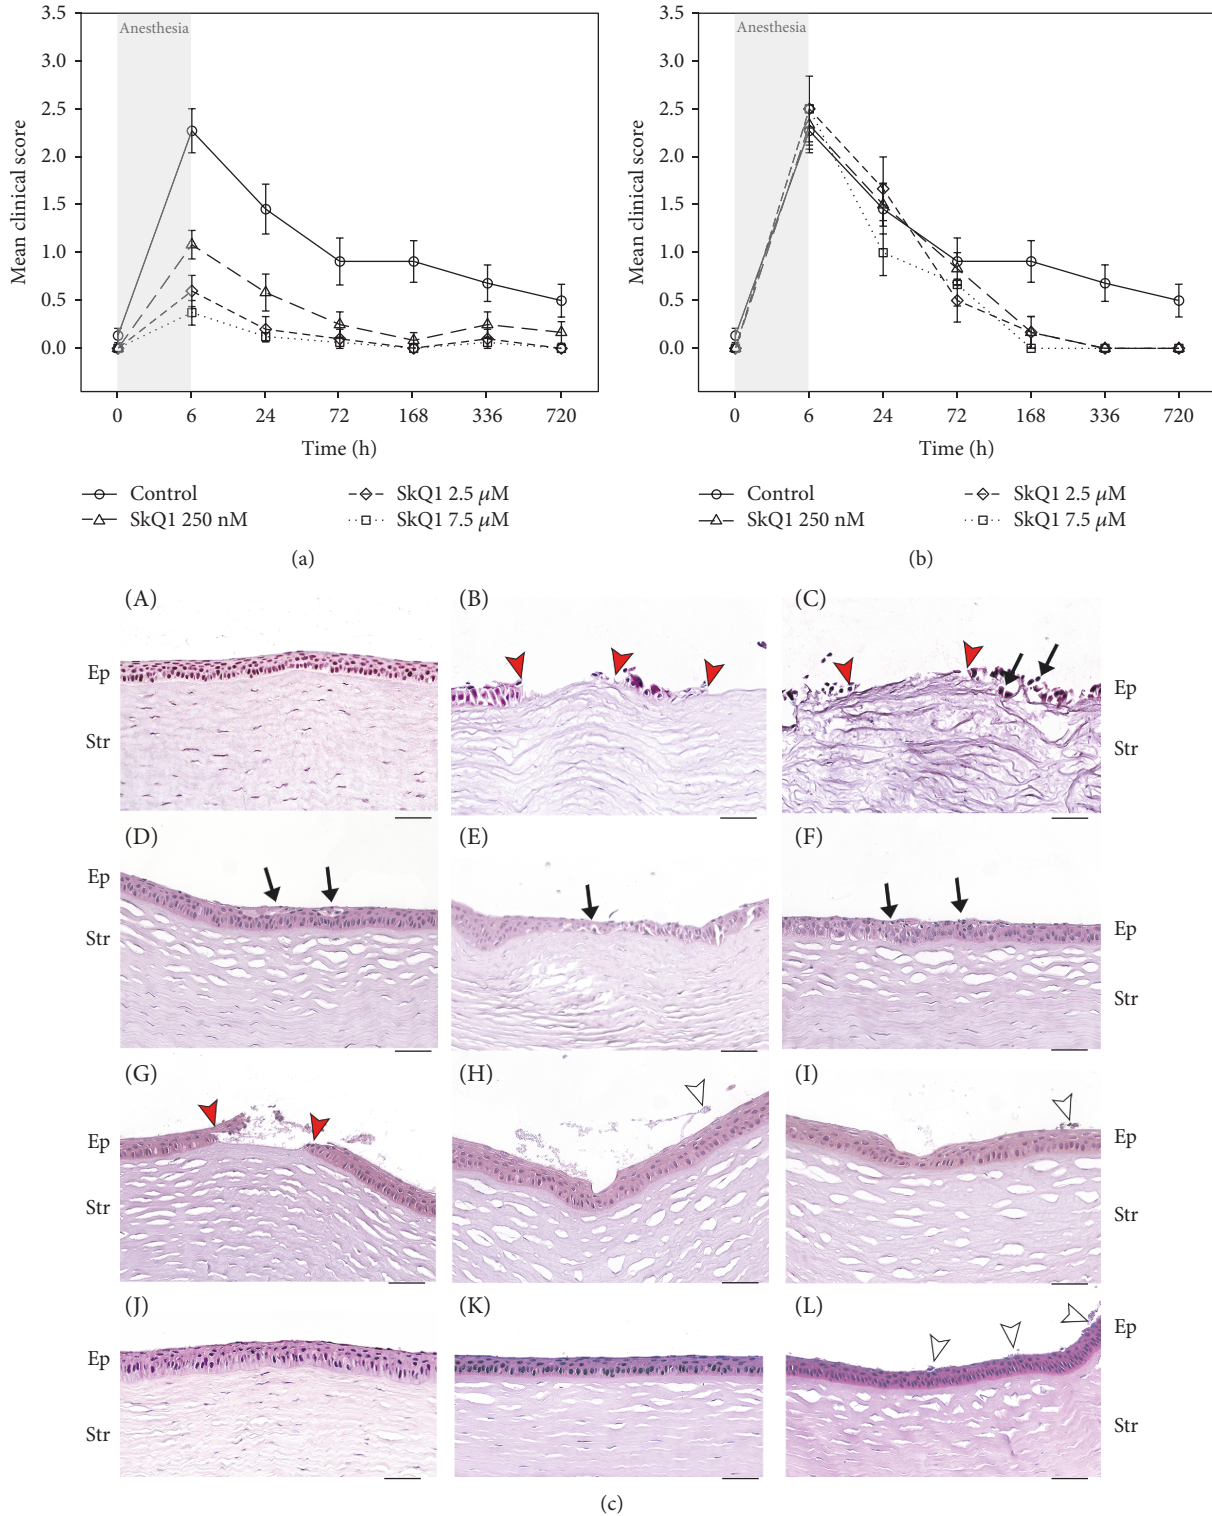 3.5
3.0
2.5
2.0
1.5
1.0
0.5
0.0
Mean clinical score
Anesthesia
0 6 24 72 168 336 720
Time (h)
Control
SkQ1 250 nM
SkQ1 2.5 μM
SkQ1 7.5 μM
(a)
3.5
3.0
2.5
2.0
1.5
1.0
0.5
0.0
Mean clinical score
Anesthesia
0 6 24 72 168 336 720
Time (h)
Control
SkQ1 250 nM
SkQ1 2.5 μM
SkQ1 7.5 μM
(b)
(A) (B) (C)
Ep Ep
Str Str
(D) (E) (F)
Ep Ep
Str Str
(G) (H) (I)
Ep Ep
Str Str
(J) (K) (L)
Ep Ep
Str Str
(c)